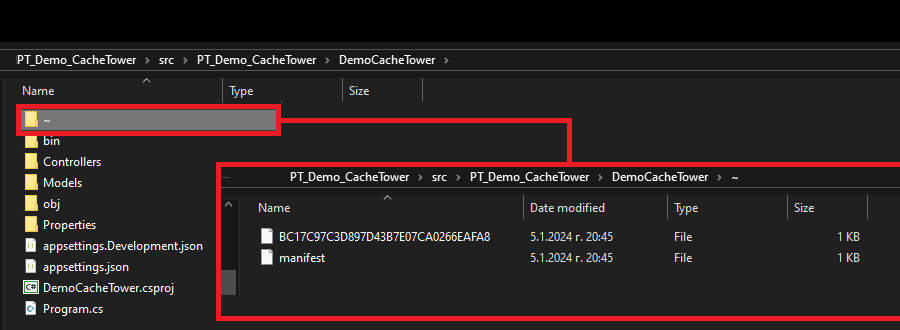 PT_Demo_CacheTower > src > PT_Demo_CacheTower > DemoCacheTower >
Name Type Size
~
bin
Controllers
Models
obj
Properties
appsettings.Development.json
appsettings.json
DemoCacheTower.csproj
Program.cs
PT_Demo_CacheTower > src > PT_Demo_CacheTower > DemoCacheTower > ~
Name Date modified Type Size
BC17C97C3D897D43B7E07CA0266EAFA8 5.1.2024 г. 20:45 File 1 KB
manifest 5.1.2024 г. 20:45 File 1 KB